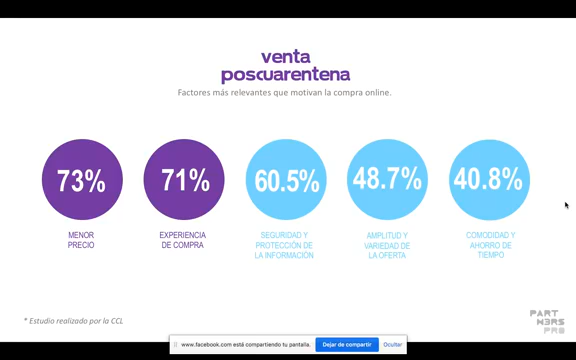 venta
poscuarentena
Factores más relevantes que motivan la compra online.
73%
71%
60.5%
48.7%
40.8%
MENOR
PRECIO
EXPERIENCIA
DE COMPRA
SEGURIDAD Y
PROTECCIÓN DE
LA INFORMACIÓN
AMPLITUD Y
VARIEDAD DE
LA OFERTA
COMODIDAD Y
AHORRO DE
TIEMPO
* Estudio realizado por la CCL
PART
N3RS
PRO
www.facebook.com está compartiendo tu pantalla.
Dejar de compartir
Ocultar